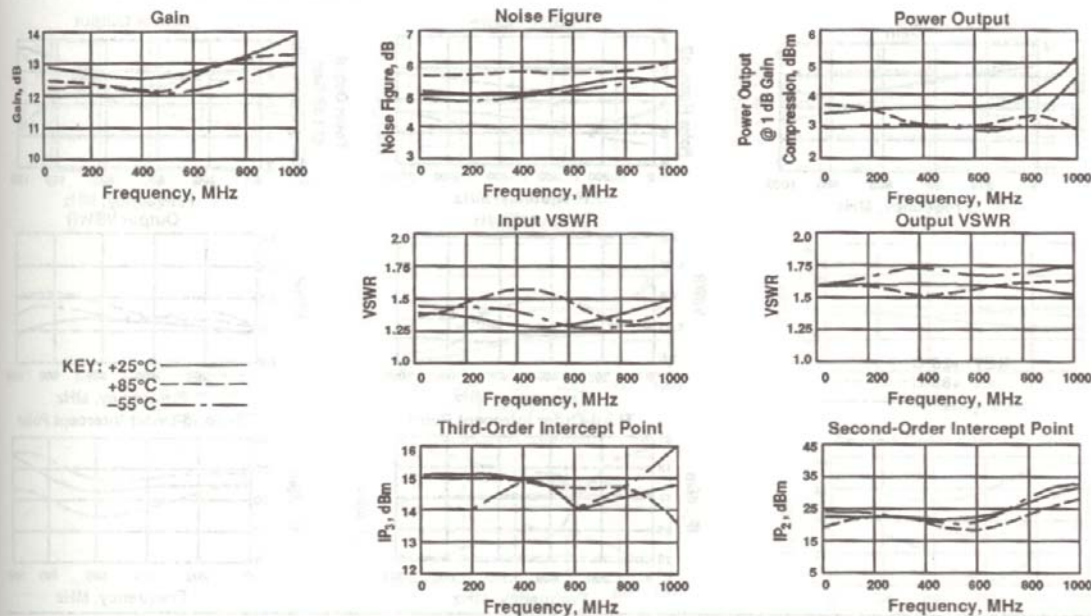 Gain
Gain, dB
14
13
12
11
10
0 200 400 600 800 1000
Frequency, MHz
Noise Figure
Noise Figure, dB
7
6
5
4
3
0 200 400 600 800 1000
Frequency, MHz
Power Output
Power Output
@ 1 dB Gain
Compression, dBm
6
5
4
3
2
0 200 400 600 800 1000
Frequency, MHz
Input VSWR
VSWR
2.0
1.75
1.5
1.25
1.0
0 200 400 600 800 1000
Frequency, MHz
Output VSWR
VSWR
2.0
1.75
1.5
1.25
1.0
0 200 400 600 800 1000
Frequency, MHz
KEY: +25°C
+85°C
–55°C
Third-Order Intercept Point
IP3, dBm
16
15
14
13
12
0 200 400 600 800 1000
Frequency, MHz
Second-Order Intercept Point
IP2, dBm
45
35
25
15
5
0 200 400 600 800 1000
Frequency, MHz